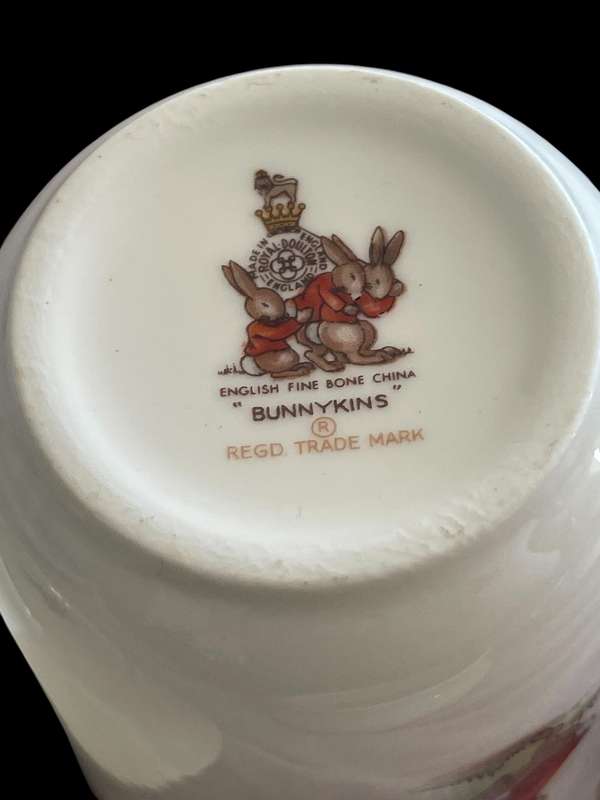 MADE IN ENGLAND
ROYAL·DOULTON
ENGLAND
ENGLISH FINE BONE CHINA
"BUNNYKINS"
®
REGD TRADE MARK